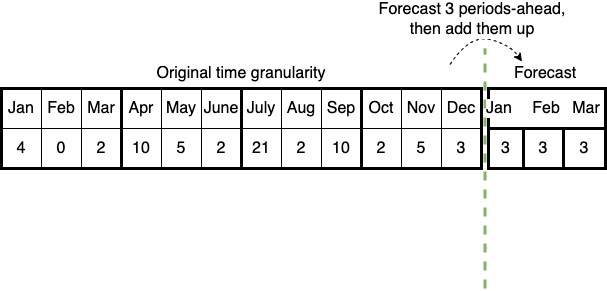 Forecast 3 periods-ahead,
then add them up
Original time granularity
Forecast
Jan Feb Mar Apr May June July Aug Sep Oct Nov Dec Jan Feb Mar
4 0 2 10 5 2 21 2 10 2 5 3 3 3 3